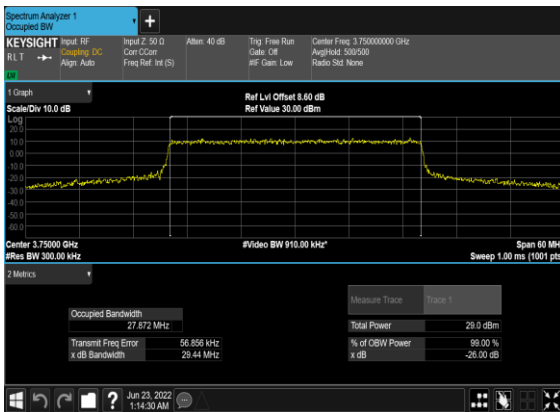 Spectrum Analyzer 1
Occupied BW
KEYSIGHT
R L T
LV
Input: RF
Coupling: DC
Align: Auto
Input Z: 50 Ω
Corr CCorr
Freq Ref: Int (S)
Atten: 40 dB
Trig: Free Run
Gate: Off
#IF Gain: Low
Center Freq: 3.750000000 GHz
Avg|Hold: 500/500
Radio Std: None
1 Graph
Scale/Div 10.0 dB
Ref Lvl Offset 8.60 dB
Ref Value 30.00 dBm
Log
20.0
10.0
0.00
-10.0
-20.0
-30.0
-40.0
-50.0
-60.0
Center 3.75000 GHz
#Video BW 910.00 kHz*
Span 60 MH
#Res BW 300.00 kHz
Sweep 1.00 ms (1001 pts
2 Metrics
Measure Trace Trace 1
Occupied Bandwidth
27.872 MHz
Total Power 29.0 dBm
Transmit Freq Error 56.856 kHz
% of OBW Power 99.00 %
x dB Bandwidth 29.44 MHz
x dB -26.00 dB
Jun 23, 2022
1:14:30 AM